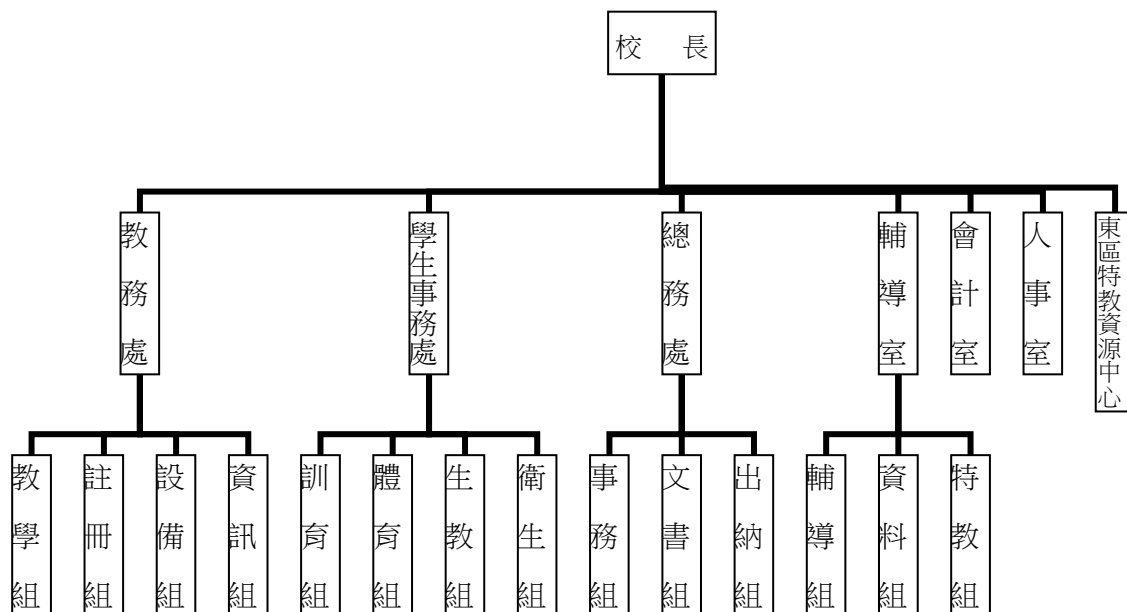 校 長
教務處
學生事務處
總務處
輔導室
會計室
人事室
東區特教資源中心
教學組
註冊組
設備組
資訊組
訓育組
體育組
生教組
衛生組
事務組
文書組
出納組
輔導組
資料組
特教組